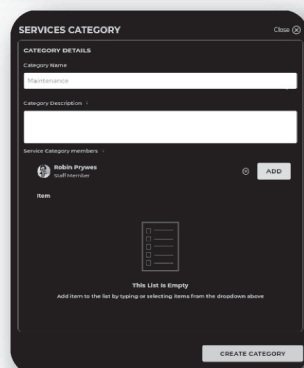 SERVICES CATEGORY
Close
CATEGORY DETAILS
Category Name
Maintenance
Category Description
Service Category members
Robin Prywes
Staff Member
ADD
Item
This List Is Empty
Add item to the list by typing or selecting items from the dropdown above
CREATE CATEGORY